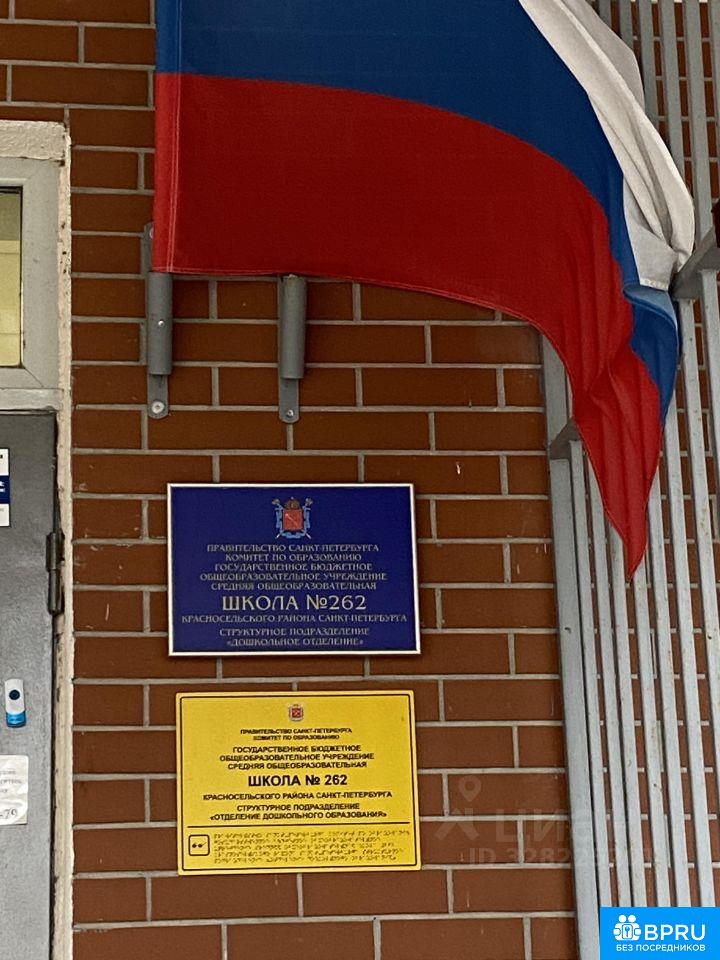 ПРАВИТЕЛЬСТВО САНКТ-ПЕТЕРБУРГА
КОМИТЕТ ПО ОБРАЗОВАНИЮ
ГОСУДАРСТВЕННОЕ БЮДЖЕТНОЕ
ОБЩЕОБРАЗОВАТЕЛЬНОЕ УЧРЕЖДЕНИЕ
СРЕДНЯЯ ОБЩЕОБРАЗОВАТЕЛЬНАЯ
ШКОЛА №262
КРАСНОСЕЛЬСКОГО РАЙОНА САНКТ-ПЕТЕРБУРГА
СТРУКТУРНОЕ ПОДРАЗДЕЛЕНИЕ
«ДОШКОЛЬНОЕ ОТДЕЛЕНИЕ»
ПРАВИТЕЛЬСТВО САНКТ-ПЕТЕРБУРГА
КОМИТЕТ ПО ОБРАЗОВАНИЮ
ГОСУДАРСТВЕННОЕ БЮДЖЕТНОЕ
ОБЩЕОБРАЗОВАТЕЛЬНОЕ УЧРЕЖДЕНИЕ
СРЕДНЯЯ ОБЩЕОБРАЗОВАТЕЛЬНАЯ
ШКОЛА № 262
КРАСНОСЕЛЬСКОГО РАЙОНА САНКТ-ПЕТЕРБУРГА
СТРУКТУРНОЕ ПОДРАЗДЕЛЕНИЕ
«ОТДЕЛЕНИЕ ДОШКОЛЬНОГО ОБРАЗОВАНИЯ»
BPRU
БЕЗ ПОСРЕДНИКОВ